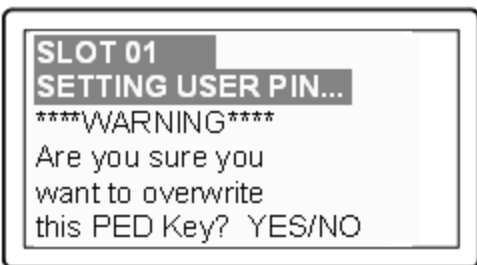 SLOT 01
SETTING USER PIN...
****WARNING****
Are you sure you
want to overwrite
this PED Key?  YES/NO